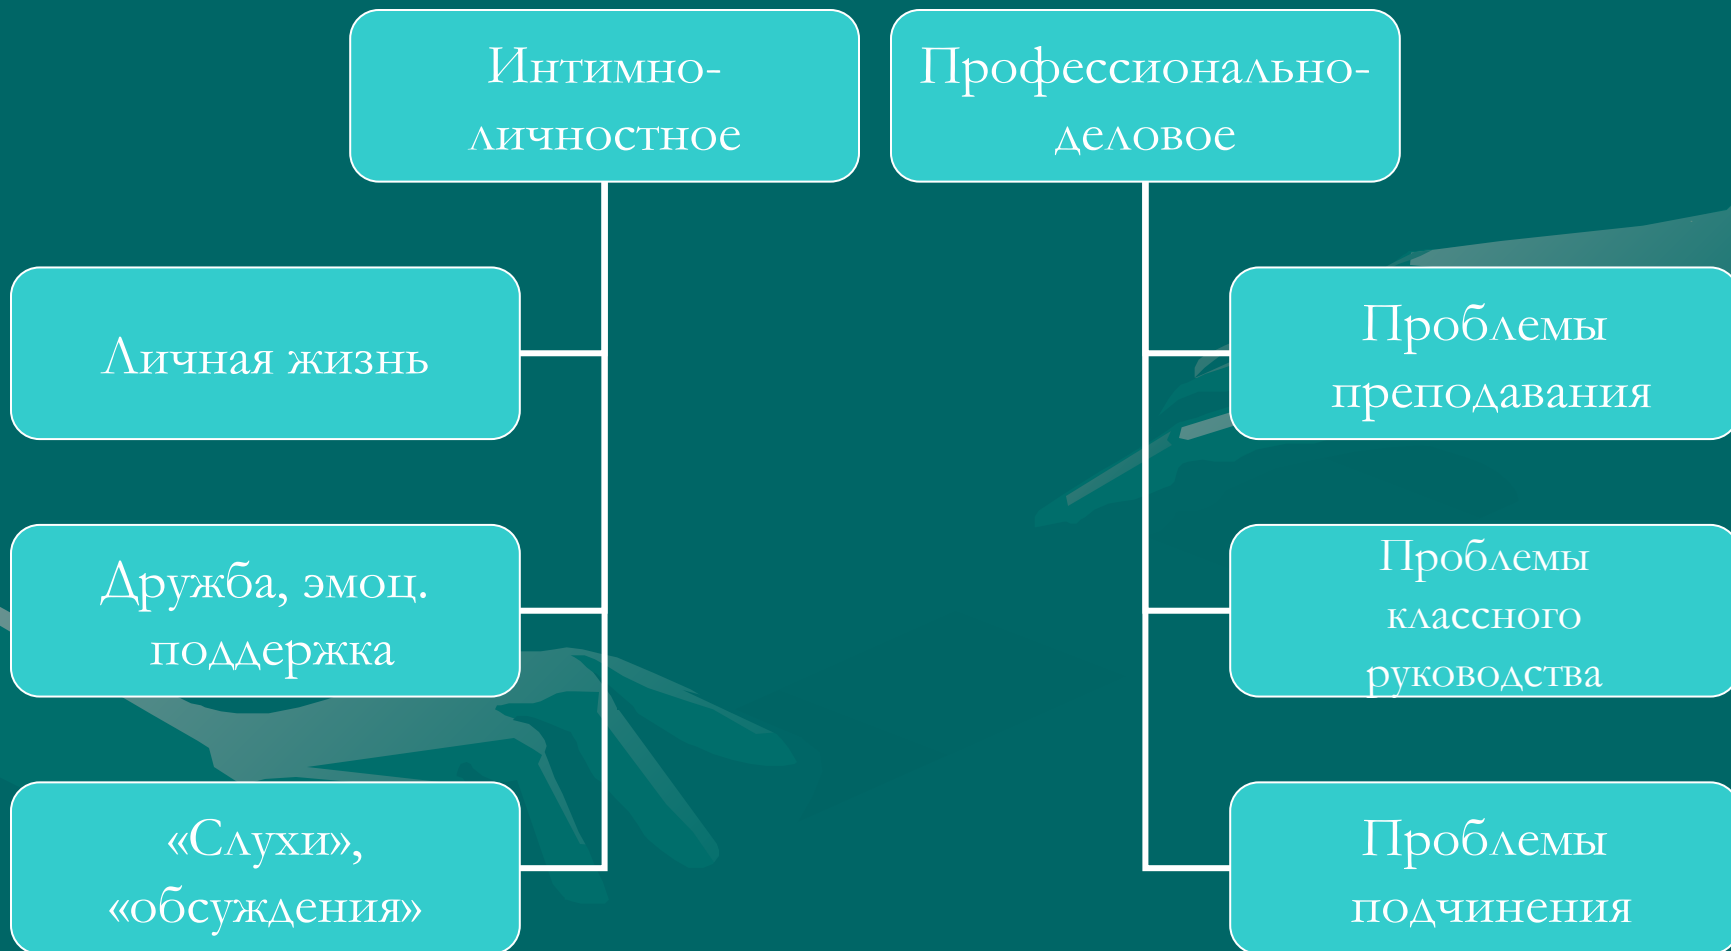 Интимно-
личностное
Личная жизнь
Дружба, эмоц.
поддержка
«Слухи»,
«обсуждения»
Профессионально-
деловое
Проблемы
преподавания
Проблемы
классного
руководства
Проблемы
подчинения